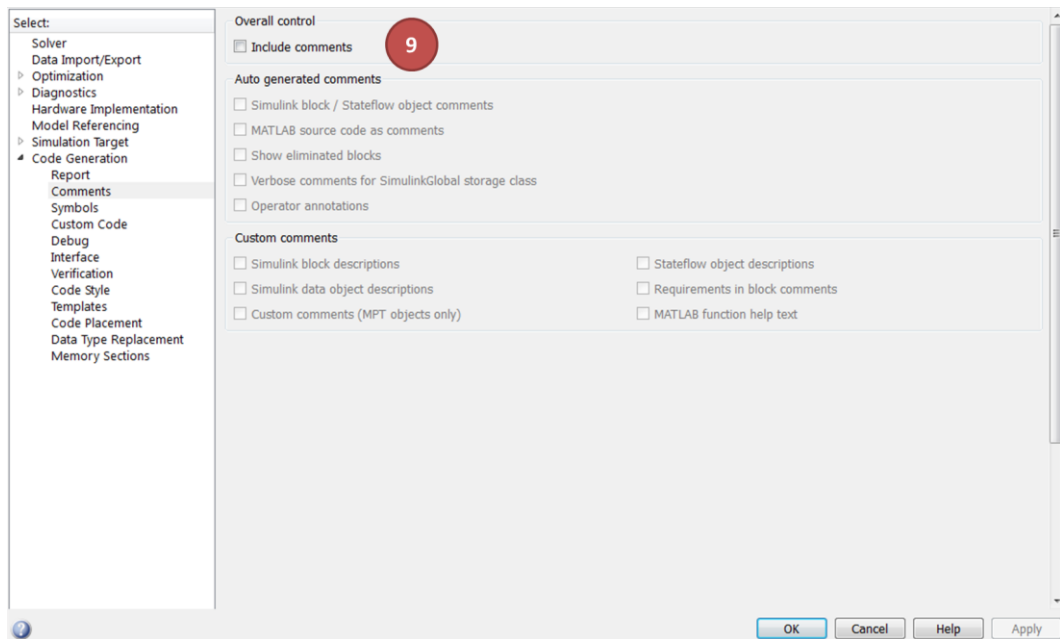 Select:
Solver
Data Import/Export
Optimization
Diagnostics
Hardware Implementation
Model Referencing
Simulation Target
Code Generation
Report
Comments
Symbols
Custom Code
Debug
Interface
Verification
Code Style
Templates
Code Placement
Data Type Replacement
Memory Sections
Overall control
Include comments
9
Auto generated comments
Simulink block / Stateflow object comments
MATLAB source code as comments
Show eliminated blocks
Verbose comments for SimulinkGlobal storage class
Operator annotations
Custom comments
Simulink block descriptions
Stateflow object descriptions
Simulink data object descriptions
Requirements in block comments
Custom comments (MPT objects only)
MATLAB function help text
OK
Cancel
Help
Apply